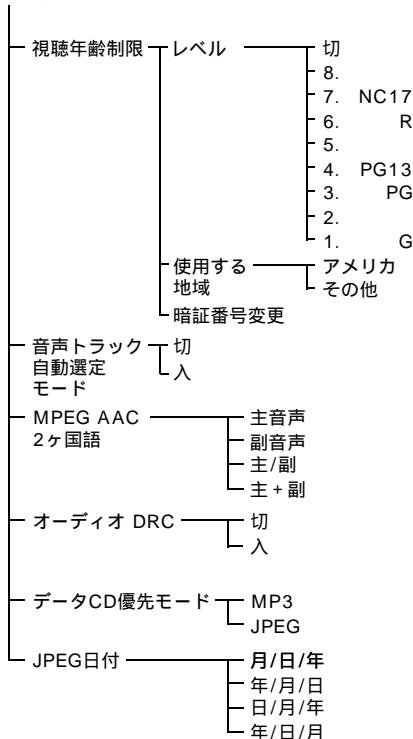 視聴年齢制限 レベル 切
8.
7. NC17
6. R
5.
4. PG13
3. PG
2.
1. G
使用する アメリカ
地域 その他
暗証番号変更
音声トラック 切
自動選定 入
モード
MPEG AAC 主音声
2ヶ国語 副音声
主/副
主+副
オーディオ DRC 切
入
データCD優先モード MP3
JPEG
JPEG日付 月/日/年
年/月/日
日/月/年
年/日/月